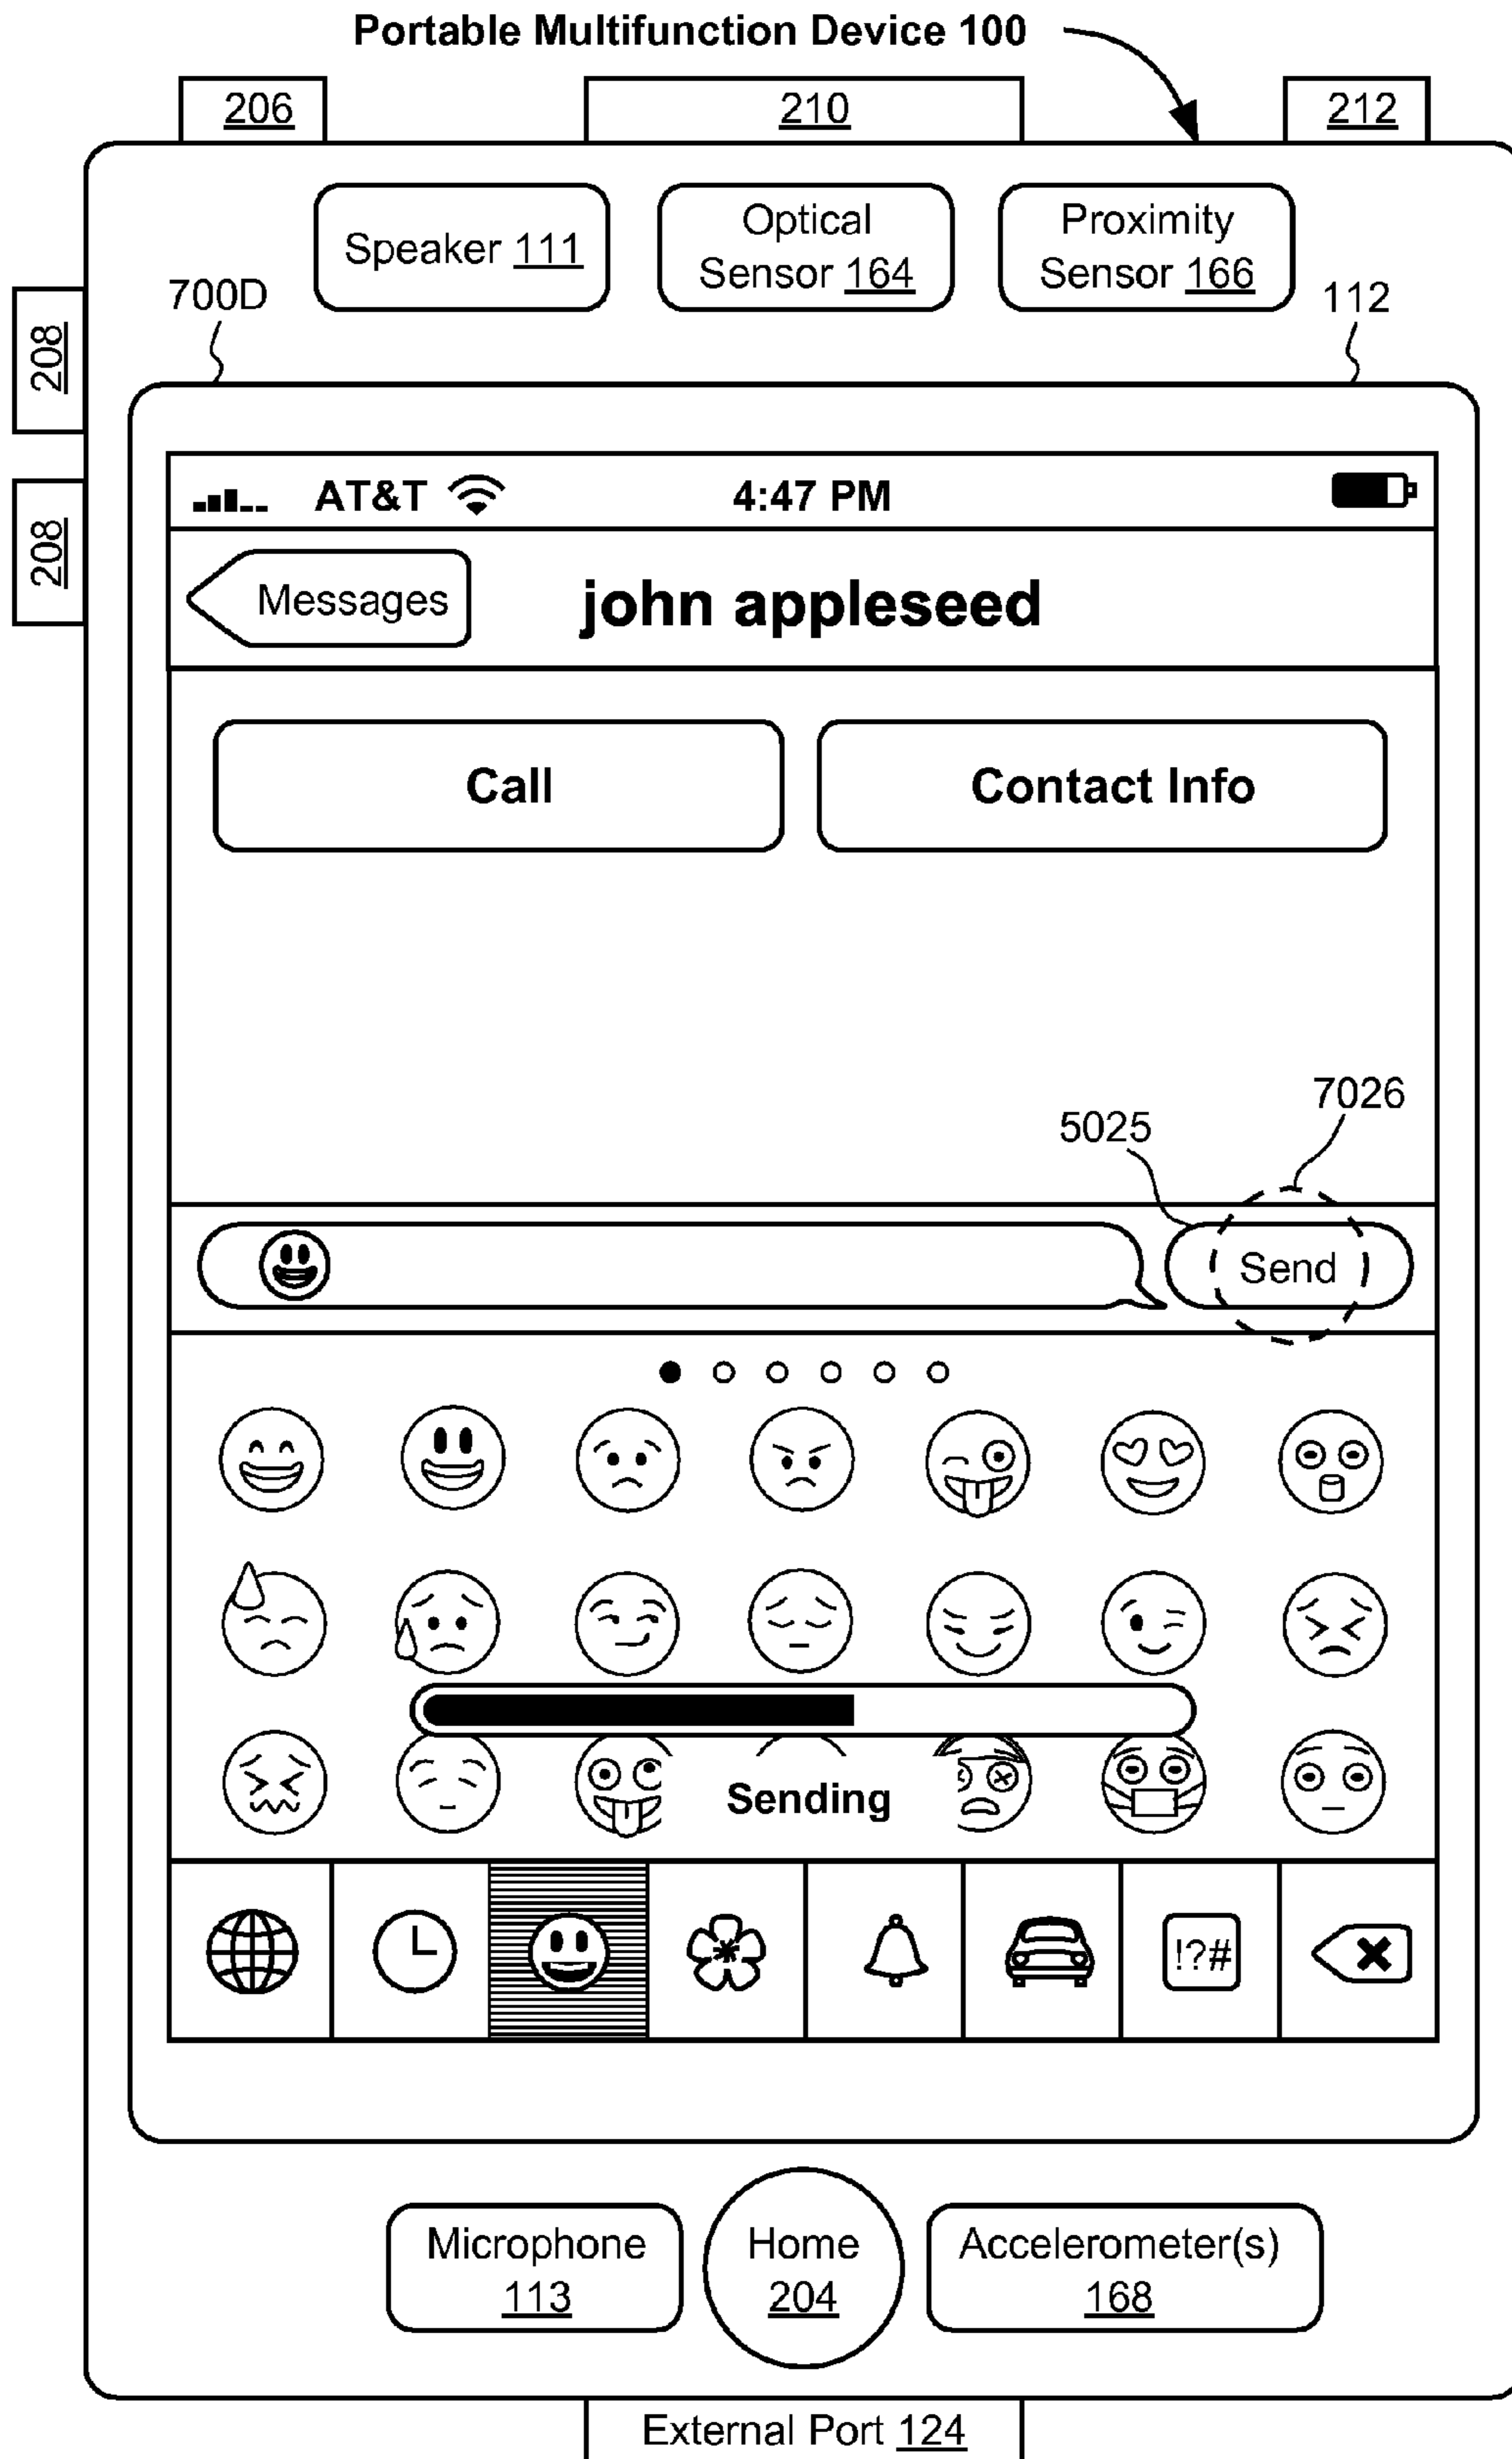 Portable Multifunction Device 100
206
210
212
Speaker 111
Optical
Sensor 164
Proximity
Sensor 166
700D
112
208
208
AT&T
4:47 PM
Messages
john appleseed
Call
Contact Info
7026
5025
Send
Sending
!?#
Microphone
113
Home
204
Accelerometer(s)
168
External Port 124